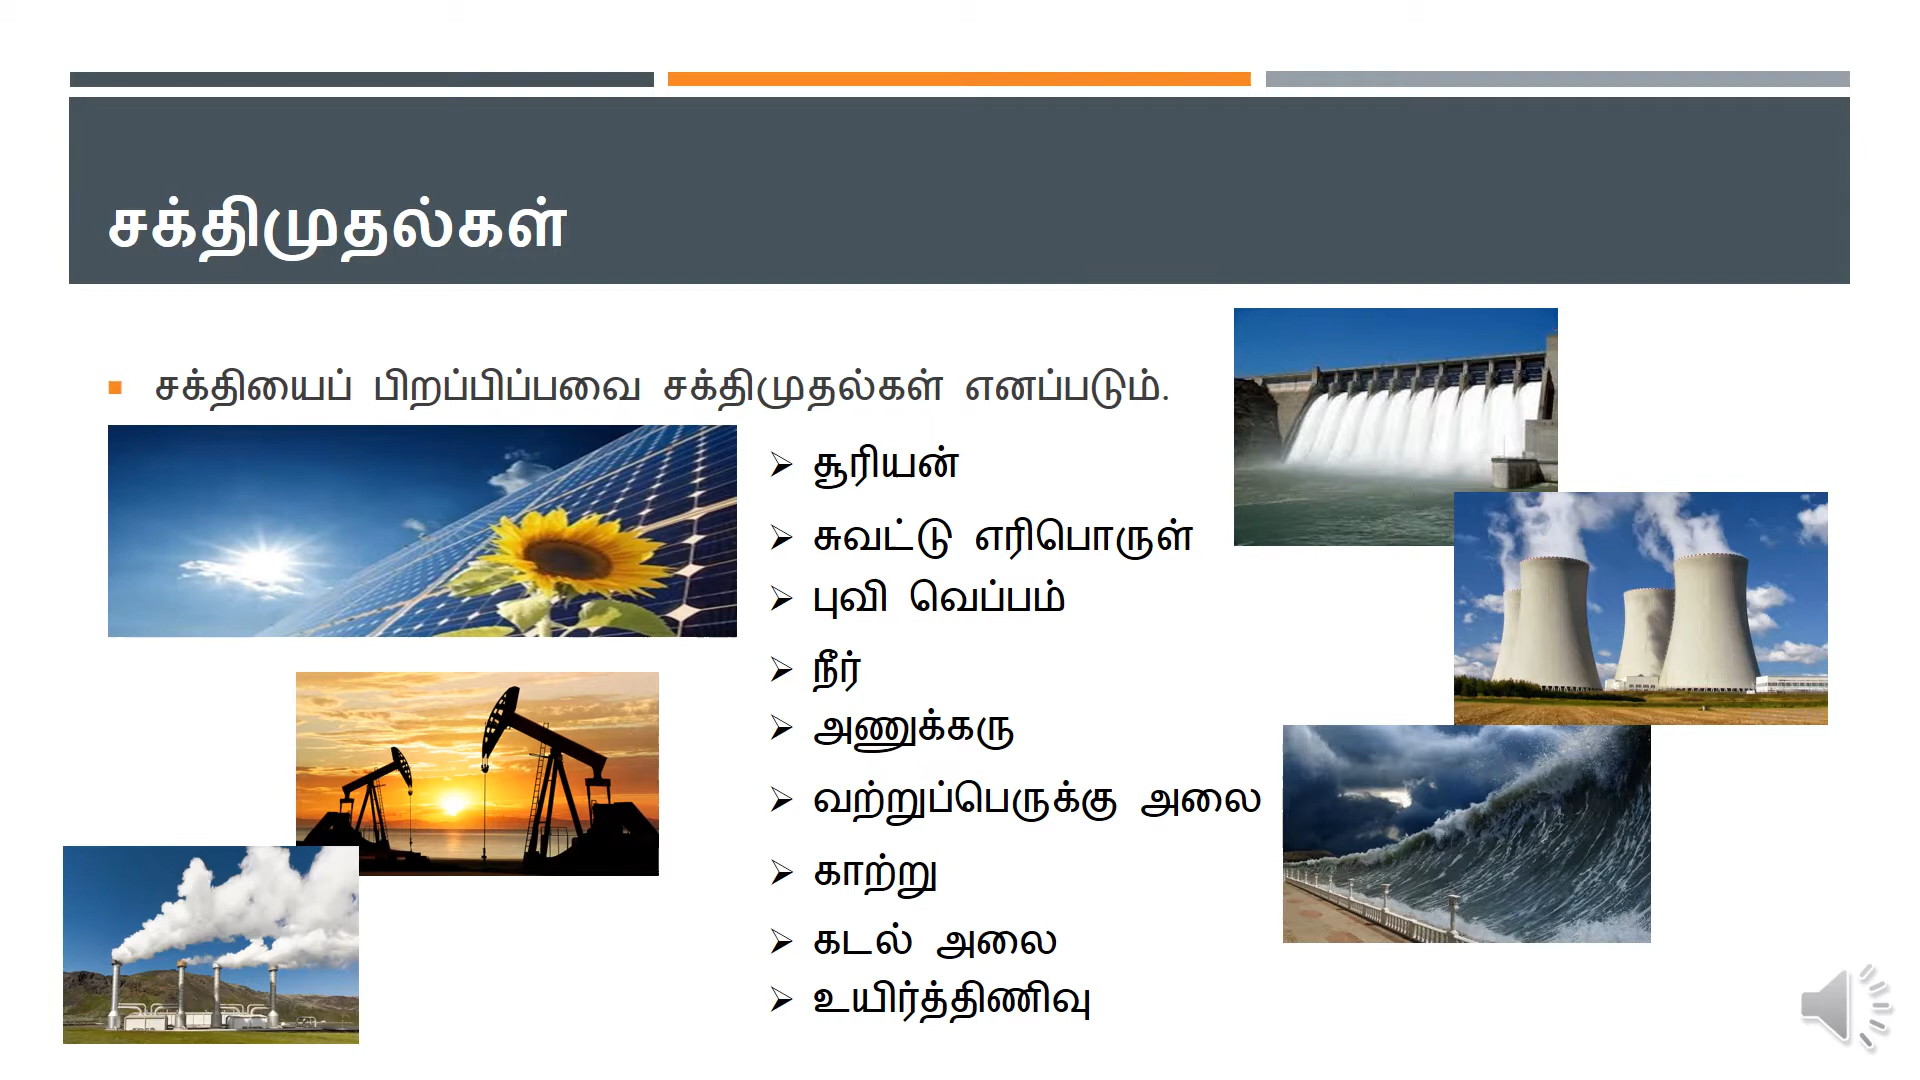 சக்திமுதல்கள்
சக்தியைப் பிறப்பிப்பவை சக்திமுதல்கள் எனப்படும்.
சூரியன்
சுவட்டு எரிபொருள்
புவி வெப்பம்
நீர்
அணுக்கரு
வற்றுப்பெருக்கு அலை
காற்று
கடல் அலை
உயிர்த்திணிவு